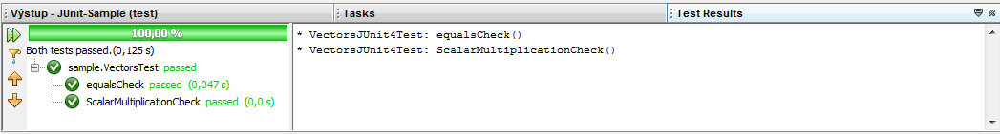 Výstup - JUnit-Sample (test)
Tasks
Test Results
100,00 %
Both tests passed.(0,125 s)
sample.VectorsTest passed
equalsCheck passed (0,047 s)
ScalarMultiplicationCheck passed (0,0 s)
* VectorsJUnit4Test: equalsCheck()
* VectorsJUnit4Test: ScalarMultiplicationCheck()